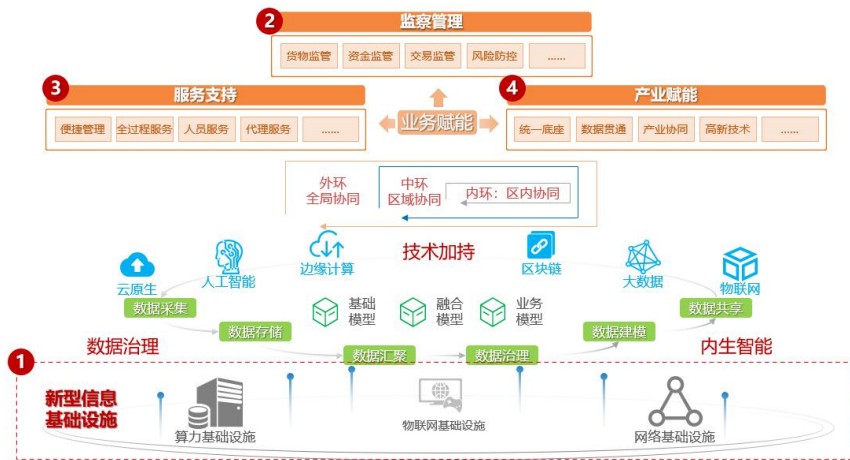 2
监察管理
货物监管 资金监管 交易监管 风险防控 ......
3
服务支持
便捷管理 全过程服务 人员服务 代理服务 ......
4
产业赋能
统一底座 数据贯通 产业协同 高新技术 ......
业务赋能
外环
全局协同
中环
区域协同
内环：区内协同
技术加持
云原生
人工智能
边缘计算
区块链
大数据
物联网
数据采集
数据存储
数据汇聚
数据治理
数据建模
数据共享
基础
模型
融合
模型
业务
模型
数据治理
内生智能
1
新型信息
基础设施
算力基础设施
物联网基础设施
网络基础设施